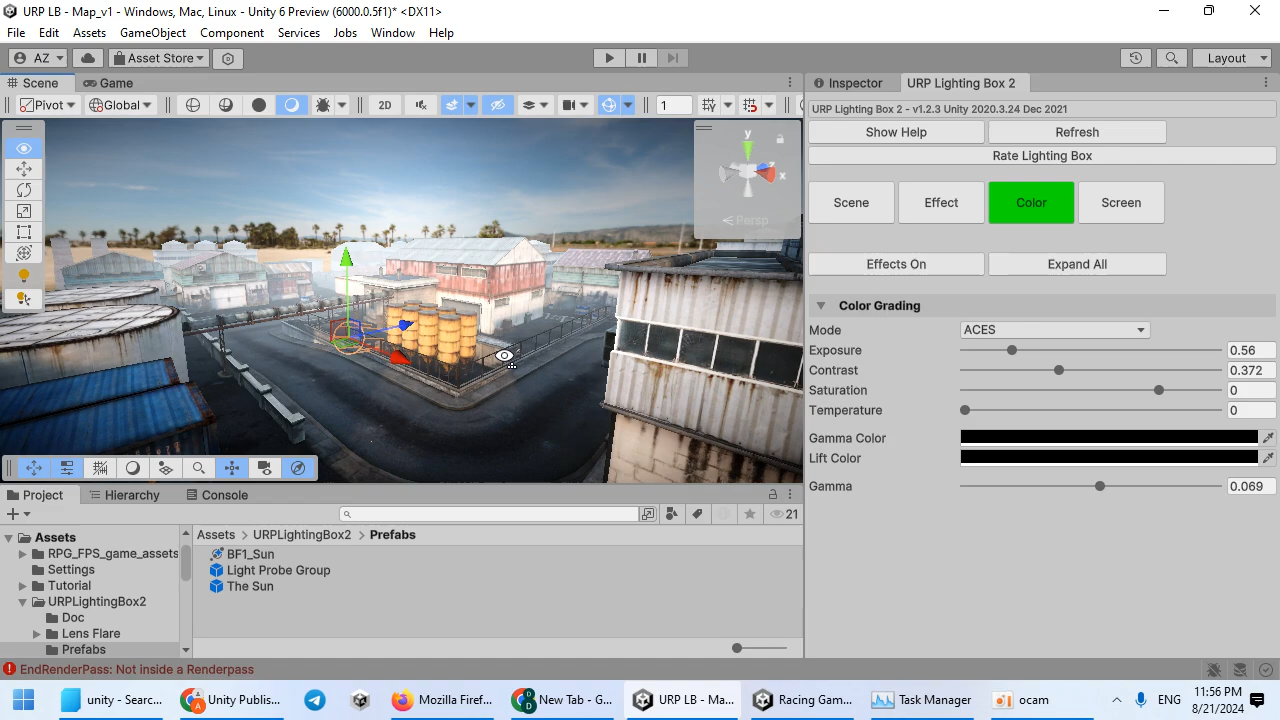 URP LB - Map_v1 - Windows, Mac, Linux - Unity 6 Preview (6000.0.5f1)* <DX11>
File Edit Assets GameObject Component Services Jobs Window Help
AZ Asset Store Layout
Scene Game Inspector URP Lighting Box 2
Pivot Global 2D 1
URP Lighting Box 2 - v1.2.3 Unity 2020.3.24 Dec 2021
Show Help Refresh
Rate Lighting Box
y
x
Persp
Scene Effect Color Screen
Effects On Expand All
Color Grading
Mode ACES
Exposure 0.56
Contrast 0.372
Saturation 0
Temperature 0
Gamma Color
Lift Color
Gamma 0.069
Project Hierarchy Console
21
Assets
RPG_FPS_game_assets
Settings
Tutorial
URPLightingBox2
Doc
Lens Flare
Prefabs
Assets > URPLightingBox2 > Prefabs
BF1_Sun
Light Probe Group
The Sun
EndRenderPass: Not inside a Renderpass
unity - Searc... Unity Publis... Mozilla Firef... New Tab - G... URP LB - Ma... Racing Gam... Task Manager ocam ENG 11:56 PM
8/21/2024